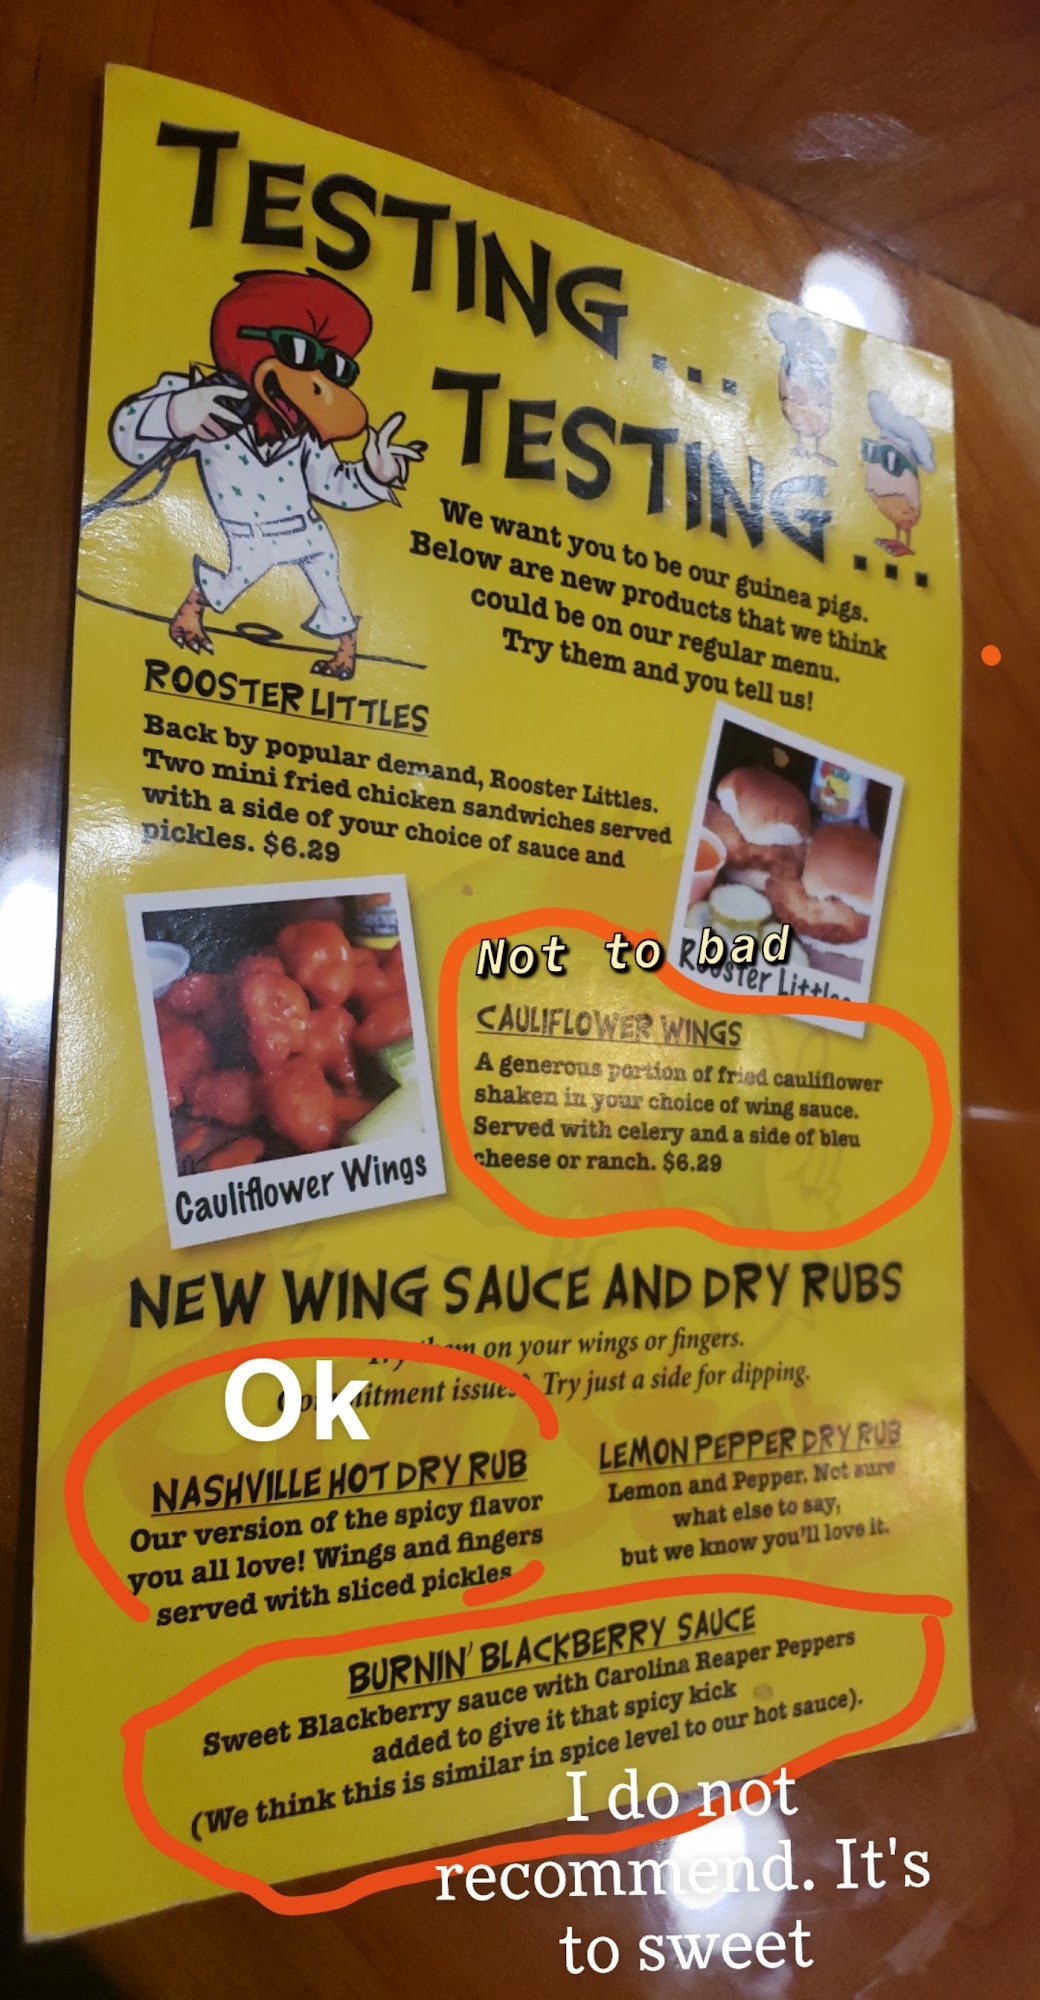 TESTING...
TESTING...
We want you to be our guinea pigs.
Below are new products that we think
could be on our regular menu.
Try them and you tell us!
ROOSTER LITTLES
Back by popular demand, Rooster Littles.
Two mini fried chicken sandwiches served
with a side of your choice of sauce and
pickles. $6.29
Not to bad
Rooster
CAULIFLOWER WINGS
A generous portion of fried cauliflower
shaken in your choice of wing sauce.
Served with celery and a side of bleu
cheese or ranch. $6.29
Cauliflower Wings
NEW WING SAUCE AND DRY RUBS
on your wings or fingers.
Try just a side for dipping.
Ok
NASHVILLE HOT DRY RUB
Our version of the spicy flavor
you all love! Wings and fingers
served with sliced pickles
LEMON PEPPER DRY RUB
Lemon and Pepper. Not sure
what else to say,
but we know you'll love it.
BURNIN' BLACKBERRY SAUCE
Sweet Blackberry sauce with Carolina Reaper Peppers
added to give it that spicy kick
(We think this is similar in spice level to our hot sauce).
I do not
recommend. It's
to sweet